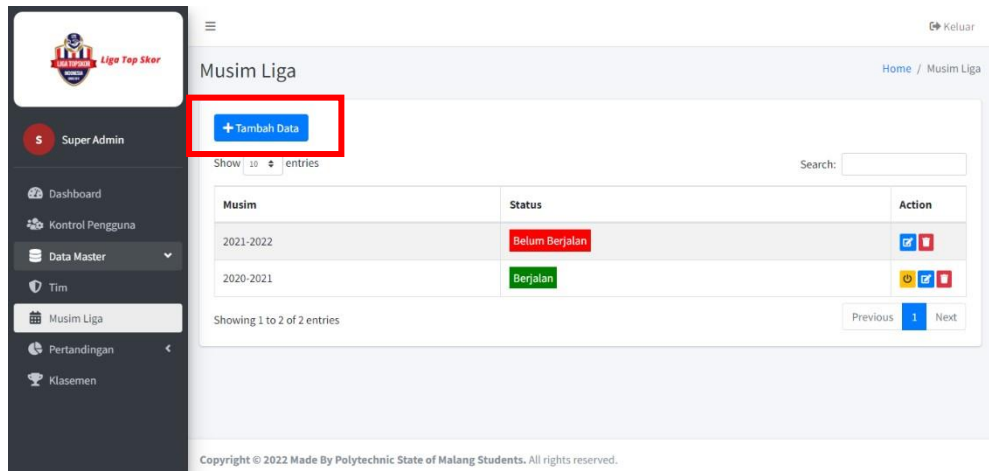 LIGA TOPSKOR
INDONESIA
Liga Top Skor
Keluar
Musim Liga
Home / Musim Liga
S Super Admin
Tambah Data
Show 10 entries
Search:
Dashboard
Kontrol Pengguna
Data Master
Tim
Musim Liga
Pertandingan
Klasemen
Musim Status Action
2021-2022 Belum Berjalan
2020-2021 Berjalan
Showing 1 to 2 of 2 entries
Previous 1 Next
Copyright © 2022 Made By Polytechnic State of Malang Students. All rights reserved.